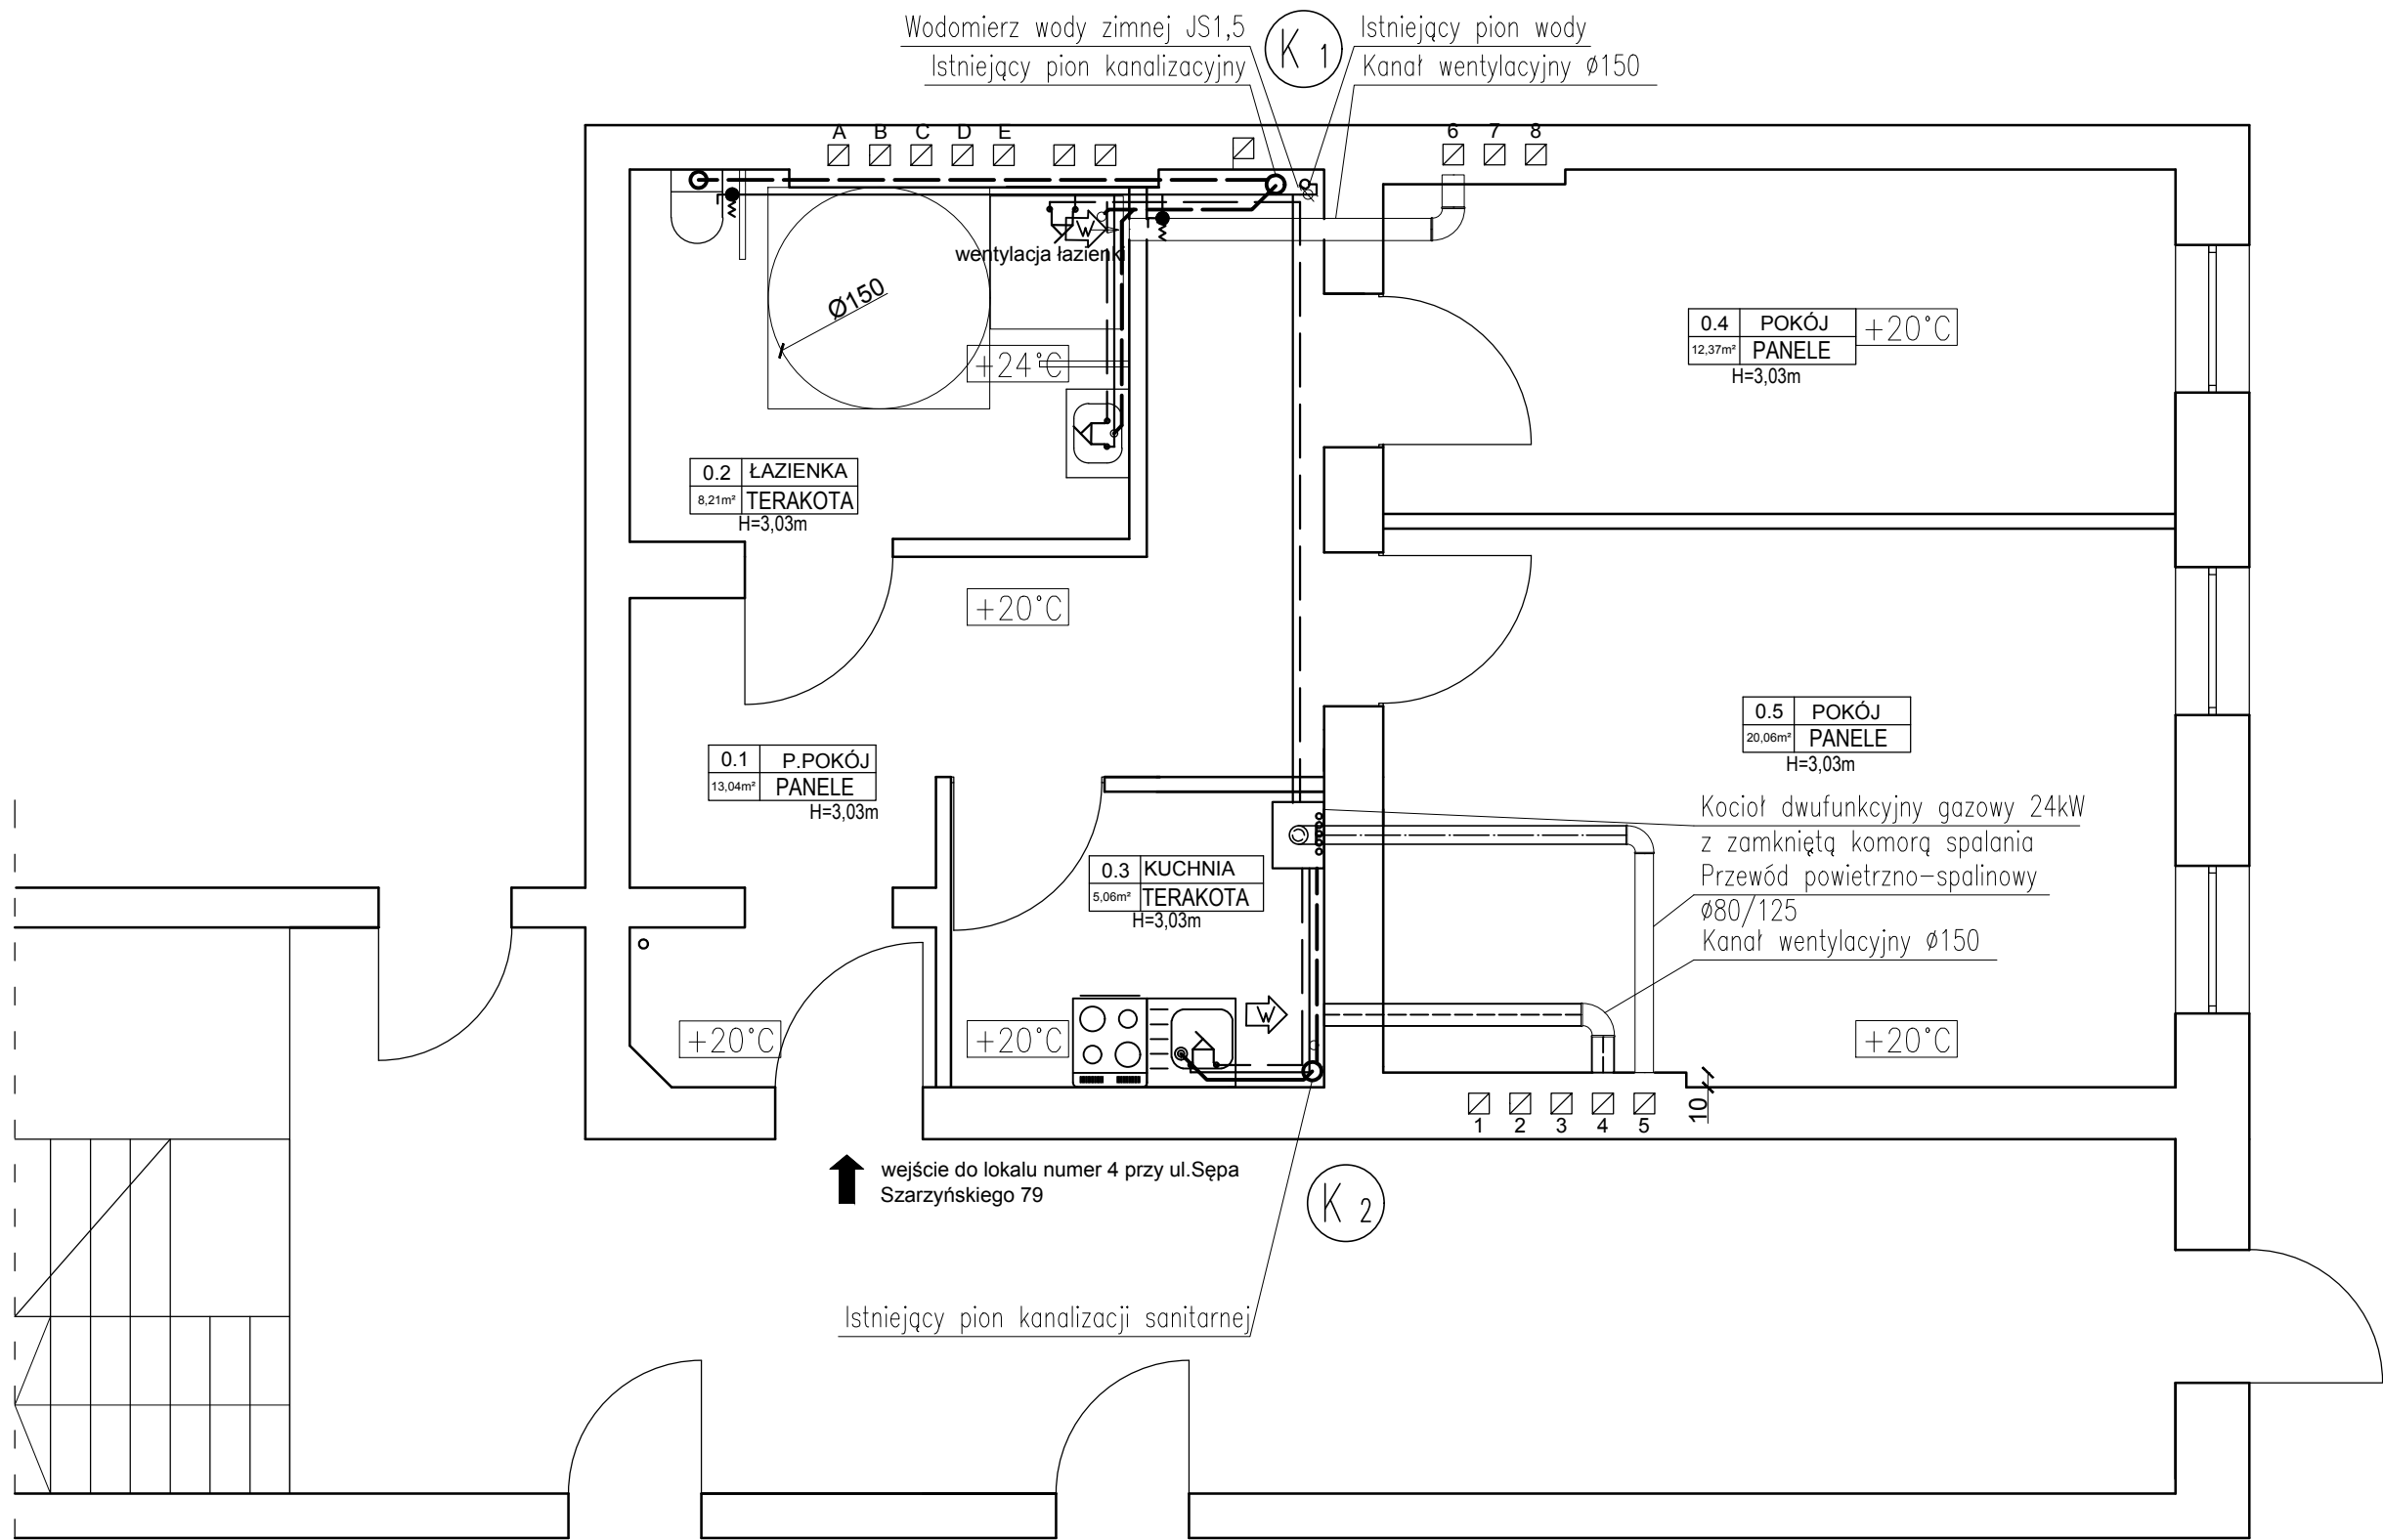 Wodomierz wody zimnej JS1,5
Istniejący pion kanalizacyjny
K 1
Istniejący pion wody
Kanał wentylacyjny ø150
A B C D E
6 7 8
W
wentylacja łazienki
Ø150
+24°C
0.4 POKÓJ
12,37m² PANELE
H=3,03m
+20°C
0.2 ŁAZIENKA
8,21m² TERAKOTA
H=3,03m
+20°C
0.1 P.POKÓJ
13,04m² PANELE
H=3,03m
0.5 POKÓJ
20,06m² PANELE
H=3,03m
Kocioł dwufunkcyjny gazowy 24kW
z zamkniętą komorą spalania
Przewód powietrzno-spalinowy
ø80/125
Kanał wentylacyjny ø150
0.3 KUCHNIA
5,06m² TERAKOTA
H=3,03m
W
+20°C
+20°C
+20°C
1 2 3 4 5
10
wejście do lokalu numer 4 przy ul.Sępa
Szarzyńskiego 79
K 2
Istniejący pion kanalizacji sanitarnej